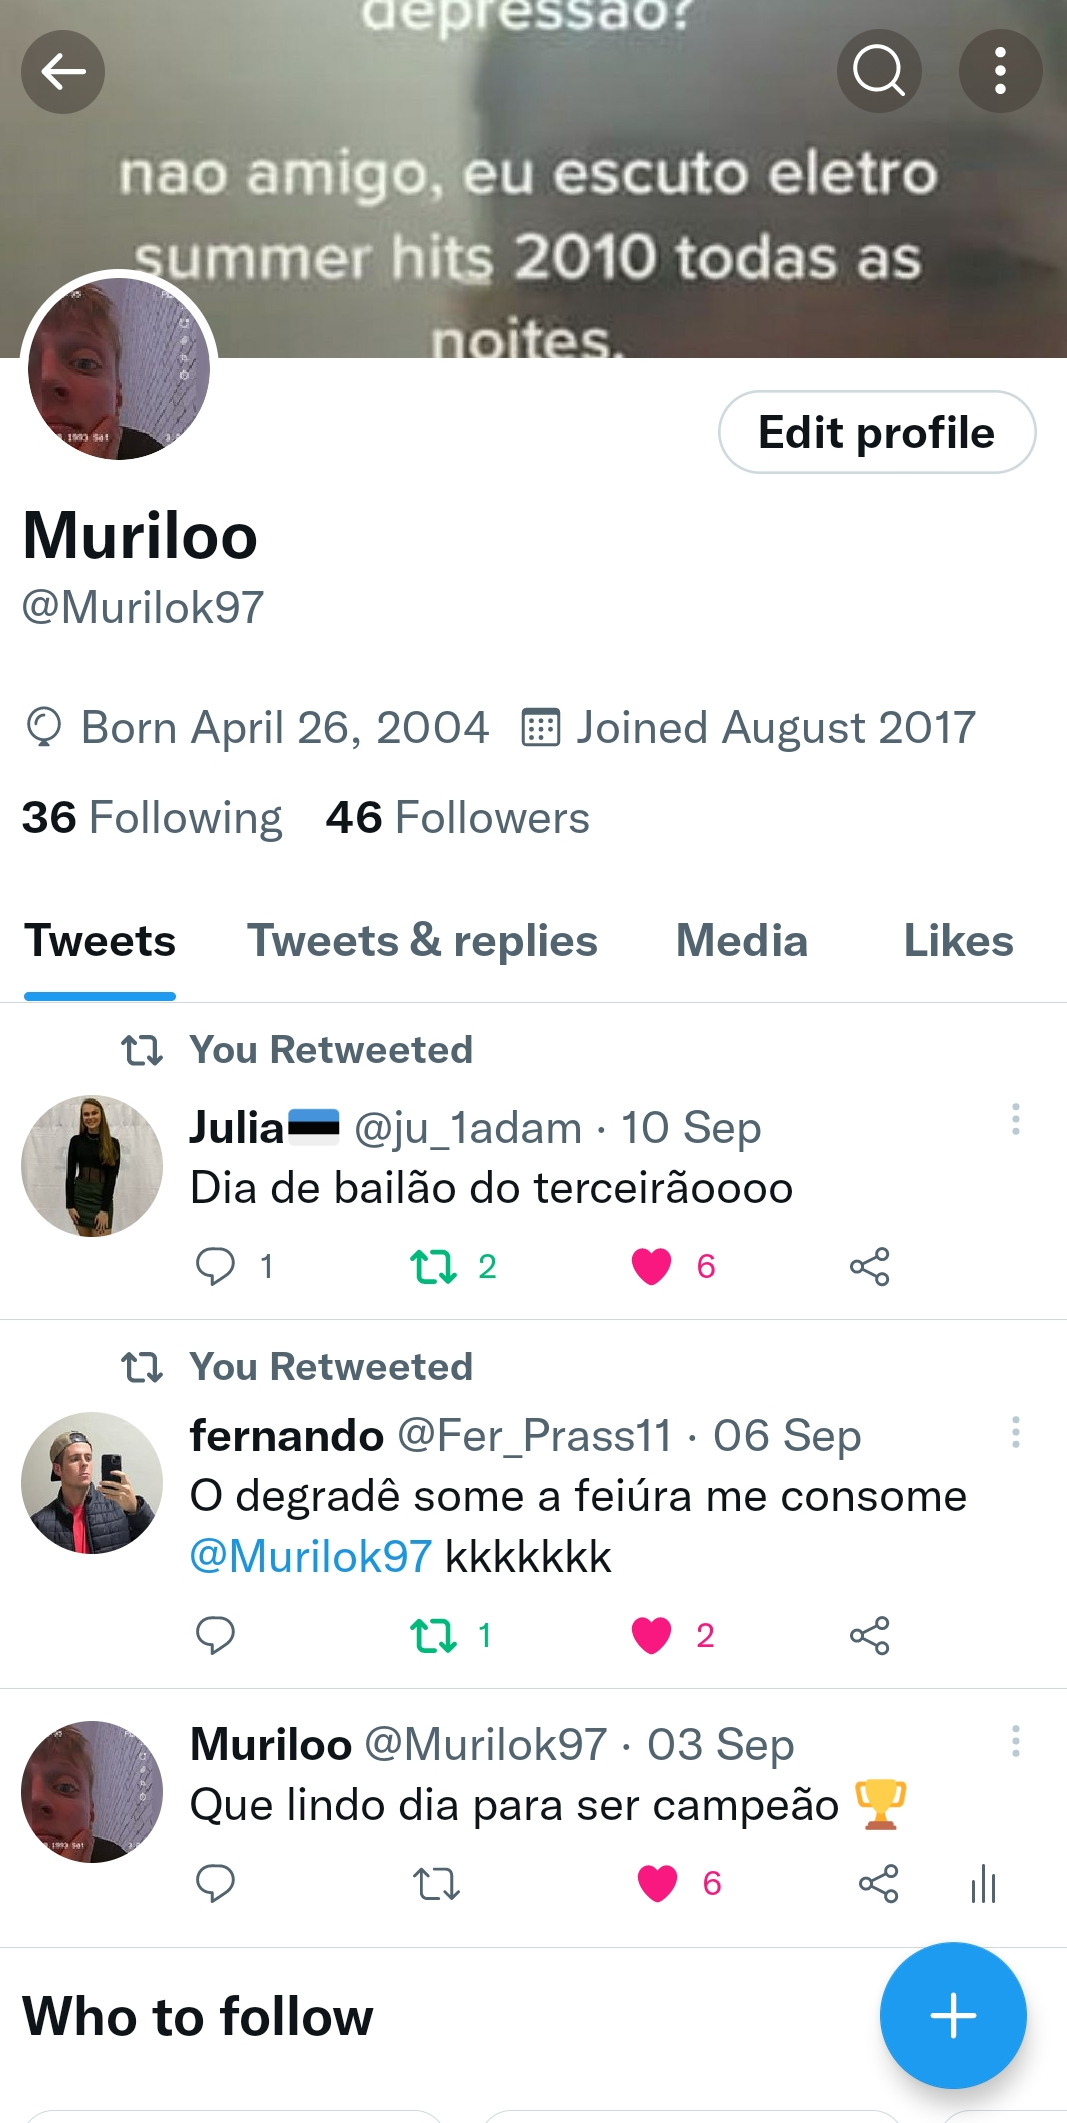 depressão?
nao amigo, eu escuto eletro
summer hits 2010 todas as
noites.
Edit profile
Muriloo
@Murilok97
Born April 26, 2004 Joined August 2017
36 Following 46 Followers
Tweets Tweets & replies Media Likes
You Retweeted
Julia @ju_1adam · 10 Sep
Dia de bailão do terceirãoooo
1 2 6
You Retweeted
fernando @Fer_Prass11 · 06 Sep
O degradê some a feiúra me consome
@Murilok97 kkkkkkk
1 2
Muriloo @Murilok97 · 03 Sep
Que lindo dia para ser campeão 🏆
6
Who to follow